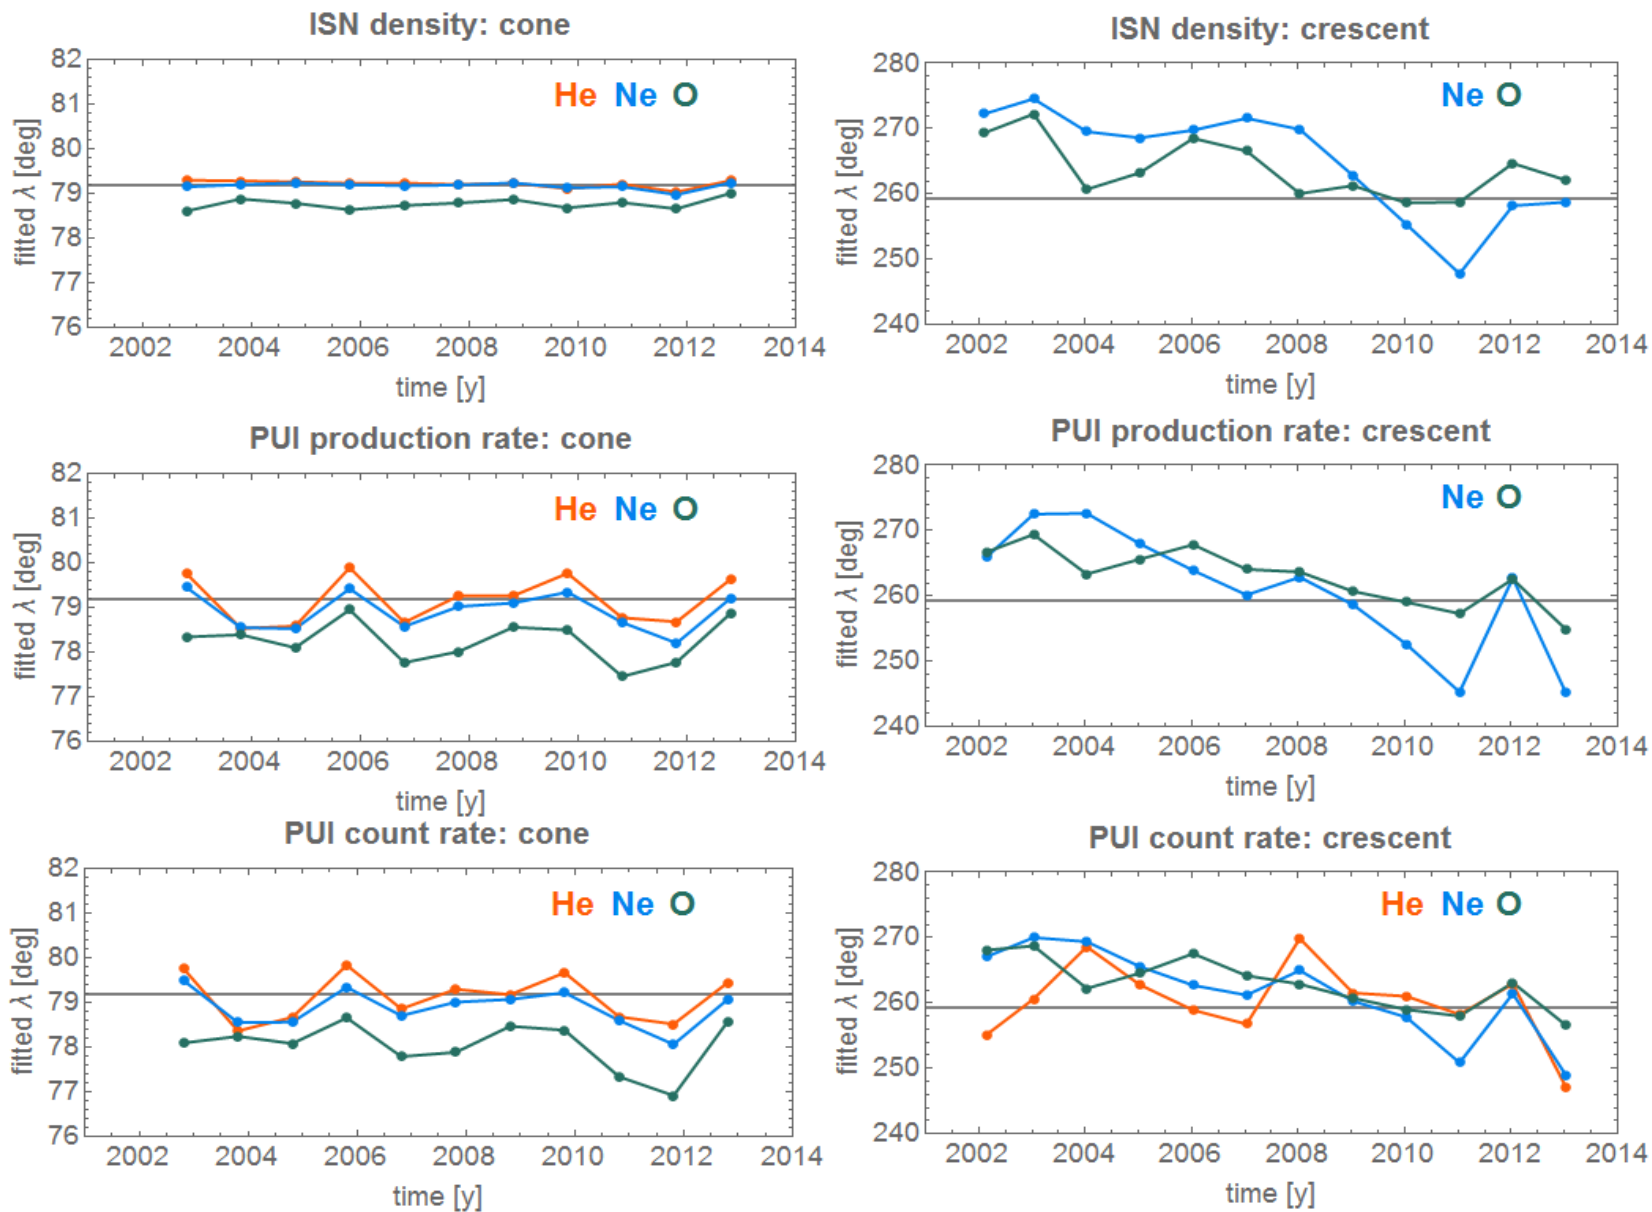 ISN density: cone
He Ne O
fitted λ [deg]
82
81
80
79
78
77
76
2002 2004 2006 2008 2010 2012 2014
time [y]
ISN density: crescent
Ne O
fitted λ [deg]
280
270
260
250
240
2002 2004 2006 2008 2010 2012 2014
time [y]
PUI production rate: cone
He Ne O
fitted λ [deg]
82
81
80
79
78
77
76
2002 2004 2006 2008 2010 2012 2014
time [y]
PUI production rate: crescent
Ne O
fitted λ [deg]
280
270
260
250
240
2002 2004 2006 2008 2010 2012 2014
time [y]
PUI count rate: cone
He Ne O
fitted λ [deg]
82
81
80
79
78
77
76
2002 2004 2006 2008 2010 2012 2014
time [y]
PUI count rate: crescent
He Ne O
fitted λ [deg]
280
270
260
250
240
2002 2004 2006 2008 2010 2012 2014
time [y]